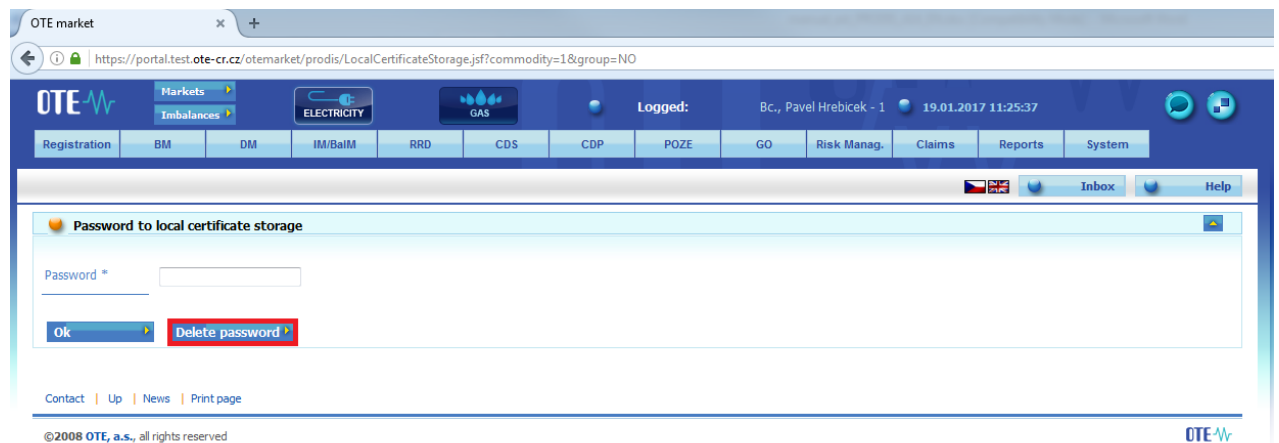 OTE market
https://portal.test.ote-cr.cz/otemarket/prodis/LocalCertificateStorage.jsf?commodity=1&group=NO
OTE Markets ELECTRICITY GAS Logged: Bc., Pavel Hrebicek - 1 19.01.2017 11:25:37
Imbalances
Registration BM DM IM/BalM RRD CDS CDP POZE GO Risk Manag. Claims Reports System
Inbox Help
Password to local certificate storage
Password *
Ok Delete password
Contact | Up | News | Print page
©2008 OTE, a.s., all rights reserved OTE